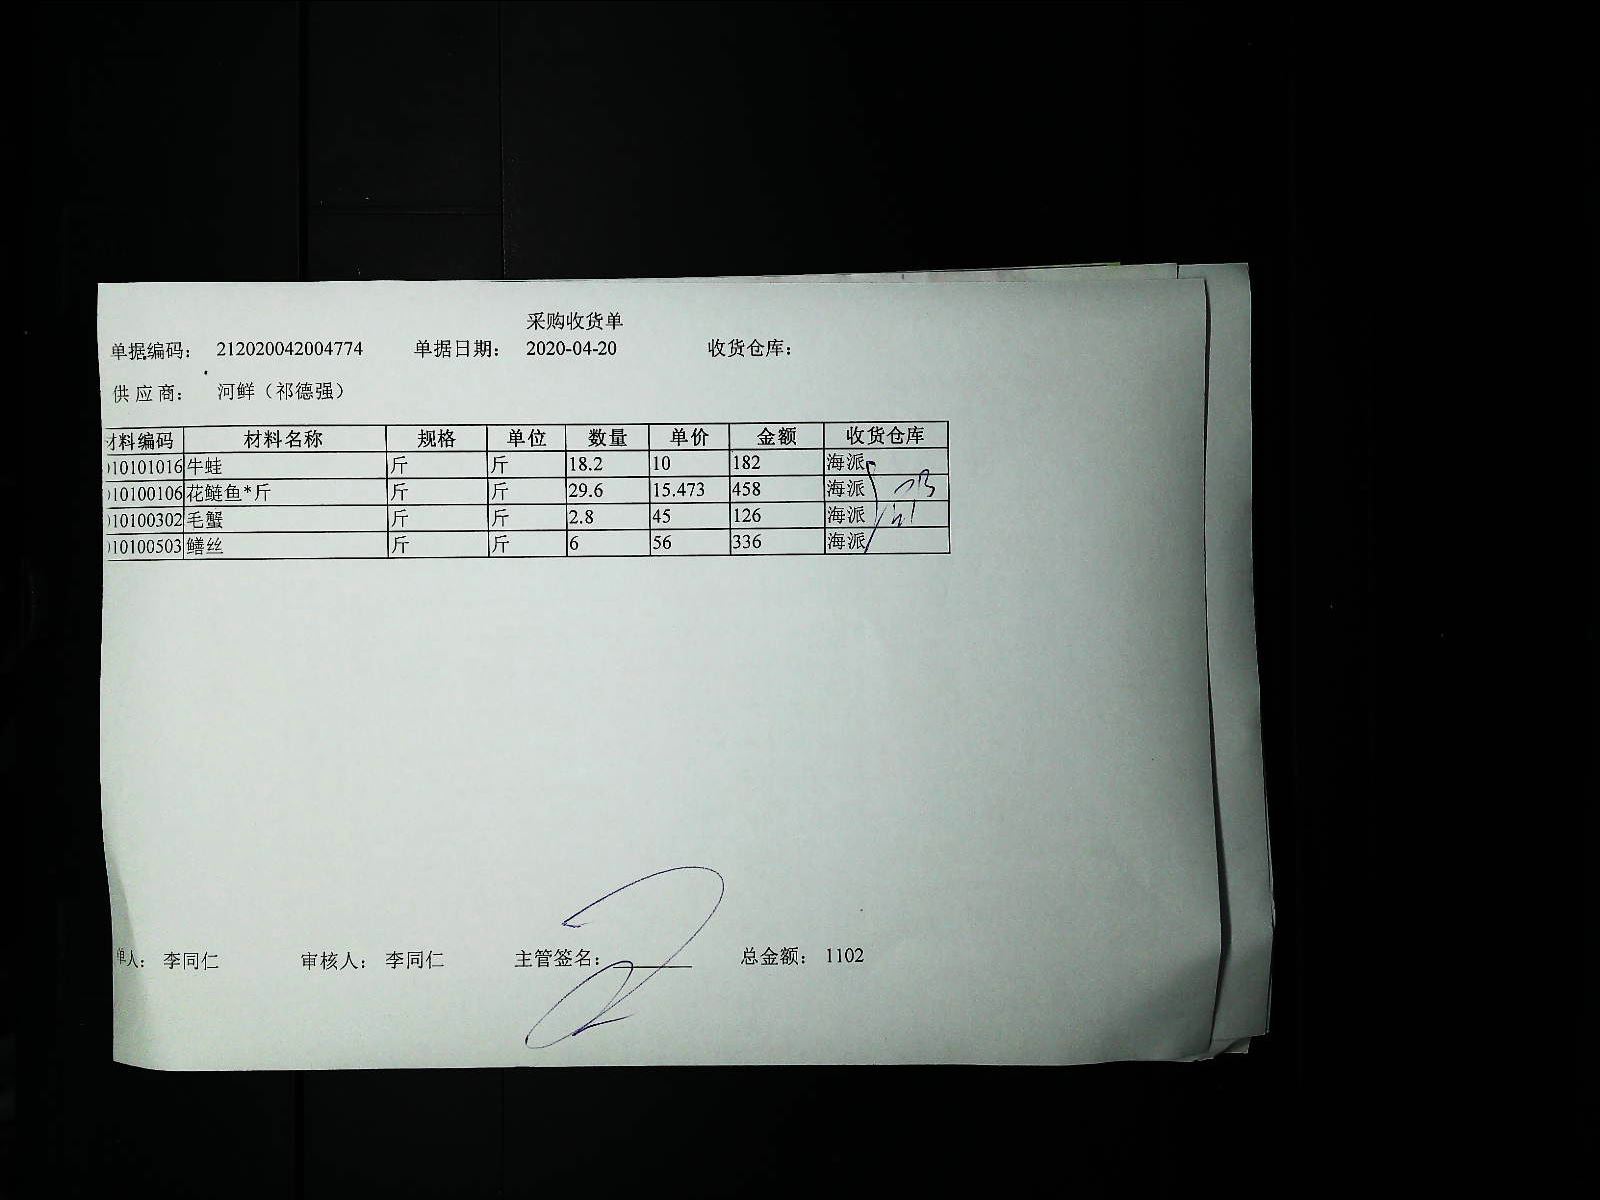 采购收货单
单据编码： 212020042004774 单据日期： 2020-04-20 收货仓库：
供 应 商： 河鲜（祁德强）
材料编码 材料名称 规格 单位 数量 单价 金额 收货仓库
10101016 牛蛙 斤 斤 18.2 10 182 海派
10100106 花鲢鱼*斤 斤 斤 29.6 15.473 458 海派
10100302 毛蟹 斤 斤 2.8 45 126 海派
10100503 鳝丝 斤 斤 6 56 336 海派
单人： 李同仁 审核人： 李同仁 主管签名： 总金额： 1102